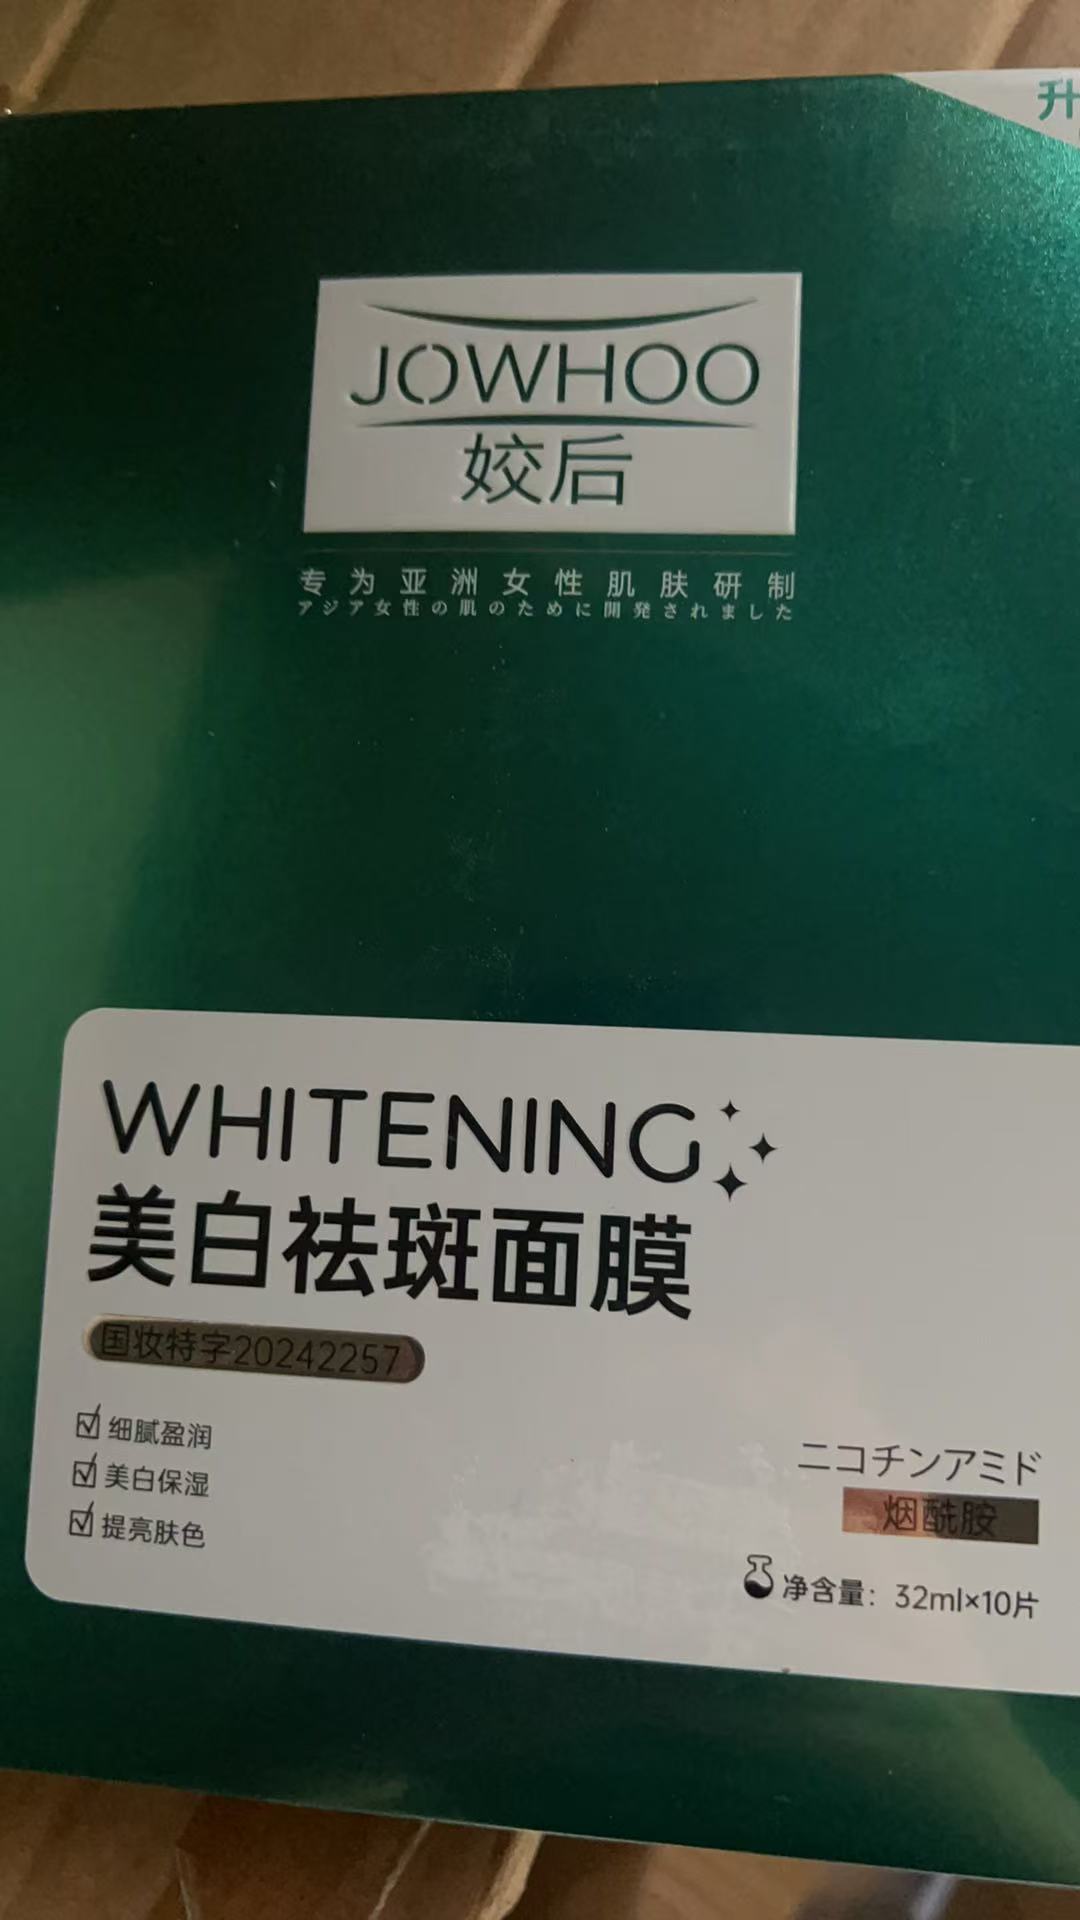 升
JOWHOO
姣后
专为亚洲女性肌肤研制
アジア女性の肌のために開発されました
WHITENING
美白祛斑面膜
国妆特字20242257
细腻盈润
美白保湿
提亮肤色
ニコチンアミド
烟酰胺
净含量：32ml×10片